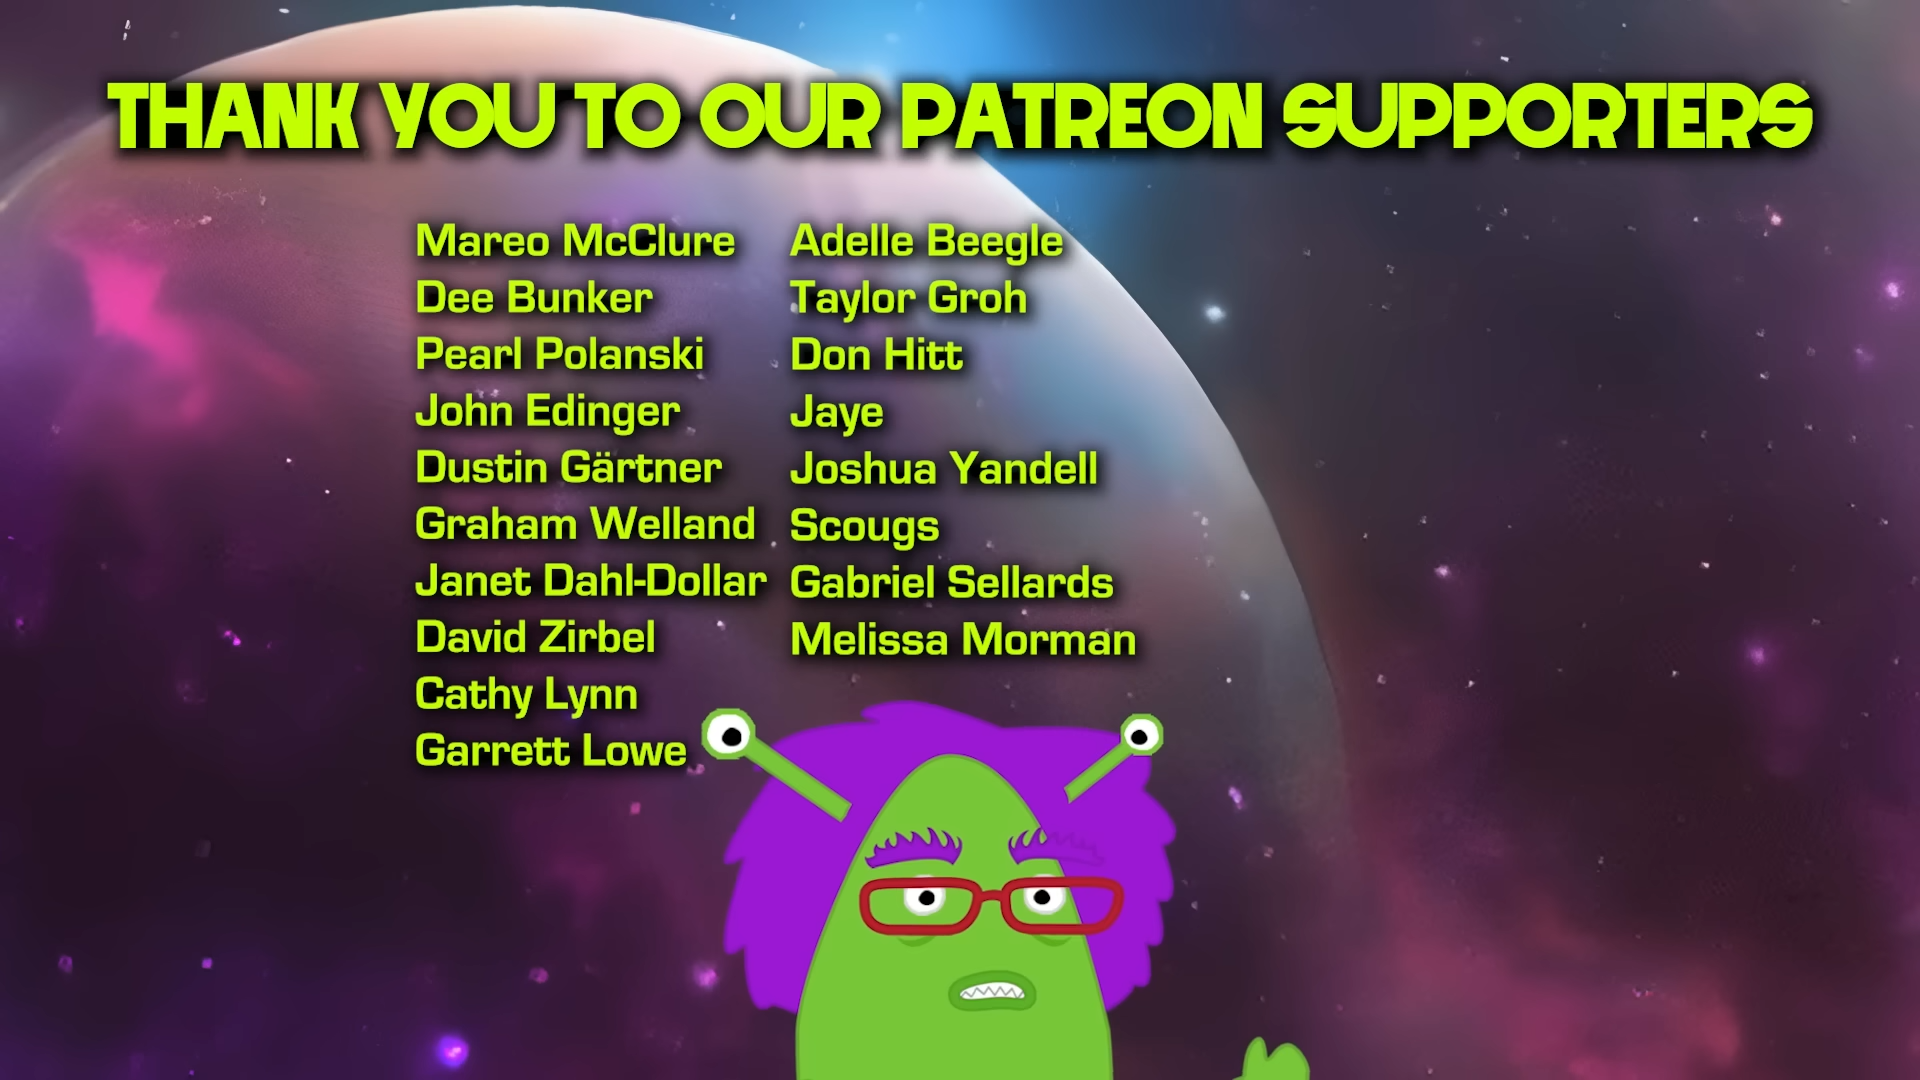 THANK YOU TO OUR PATREON SUPPORTERS
Mareo McClure
Dee Bunker
Pearl Polanski
John Edinger
Dustin Gärtner
Graham Welland
Janet Dahl-Dollar
David Zirbel
Cathy Lynn
Garrett Lowe
Adelle Beegle
Taylor Groh
Don Hitt
Jaye
Joshua Yandell
Scougs
Gabriel Sellards
Melissa Morman